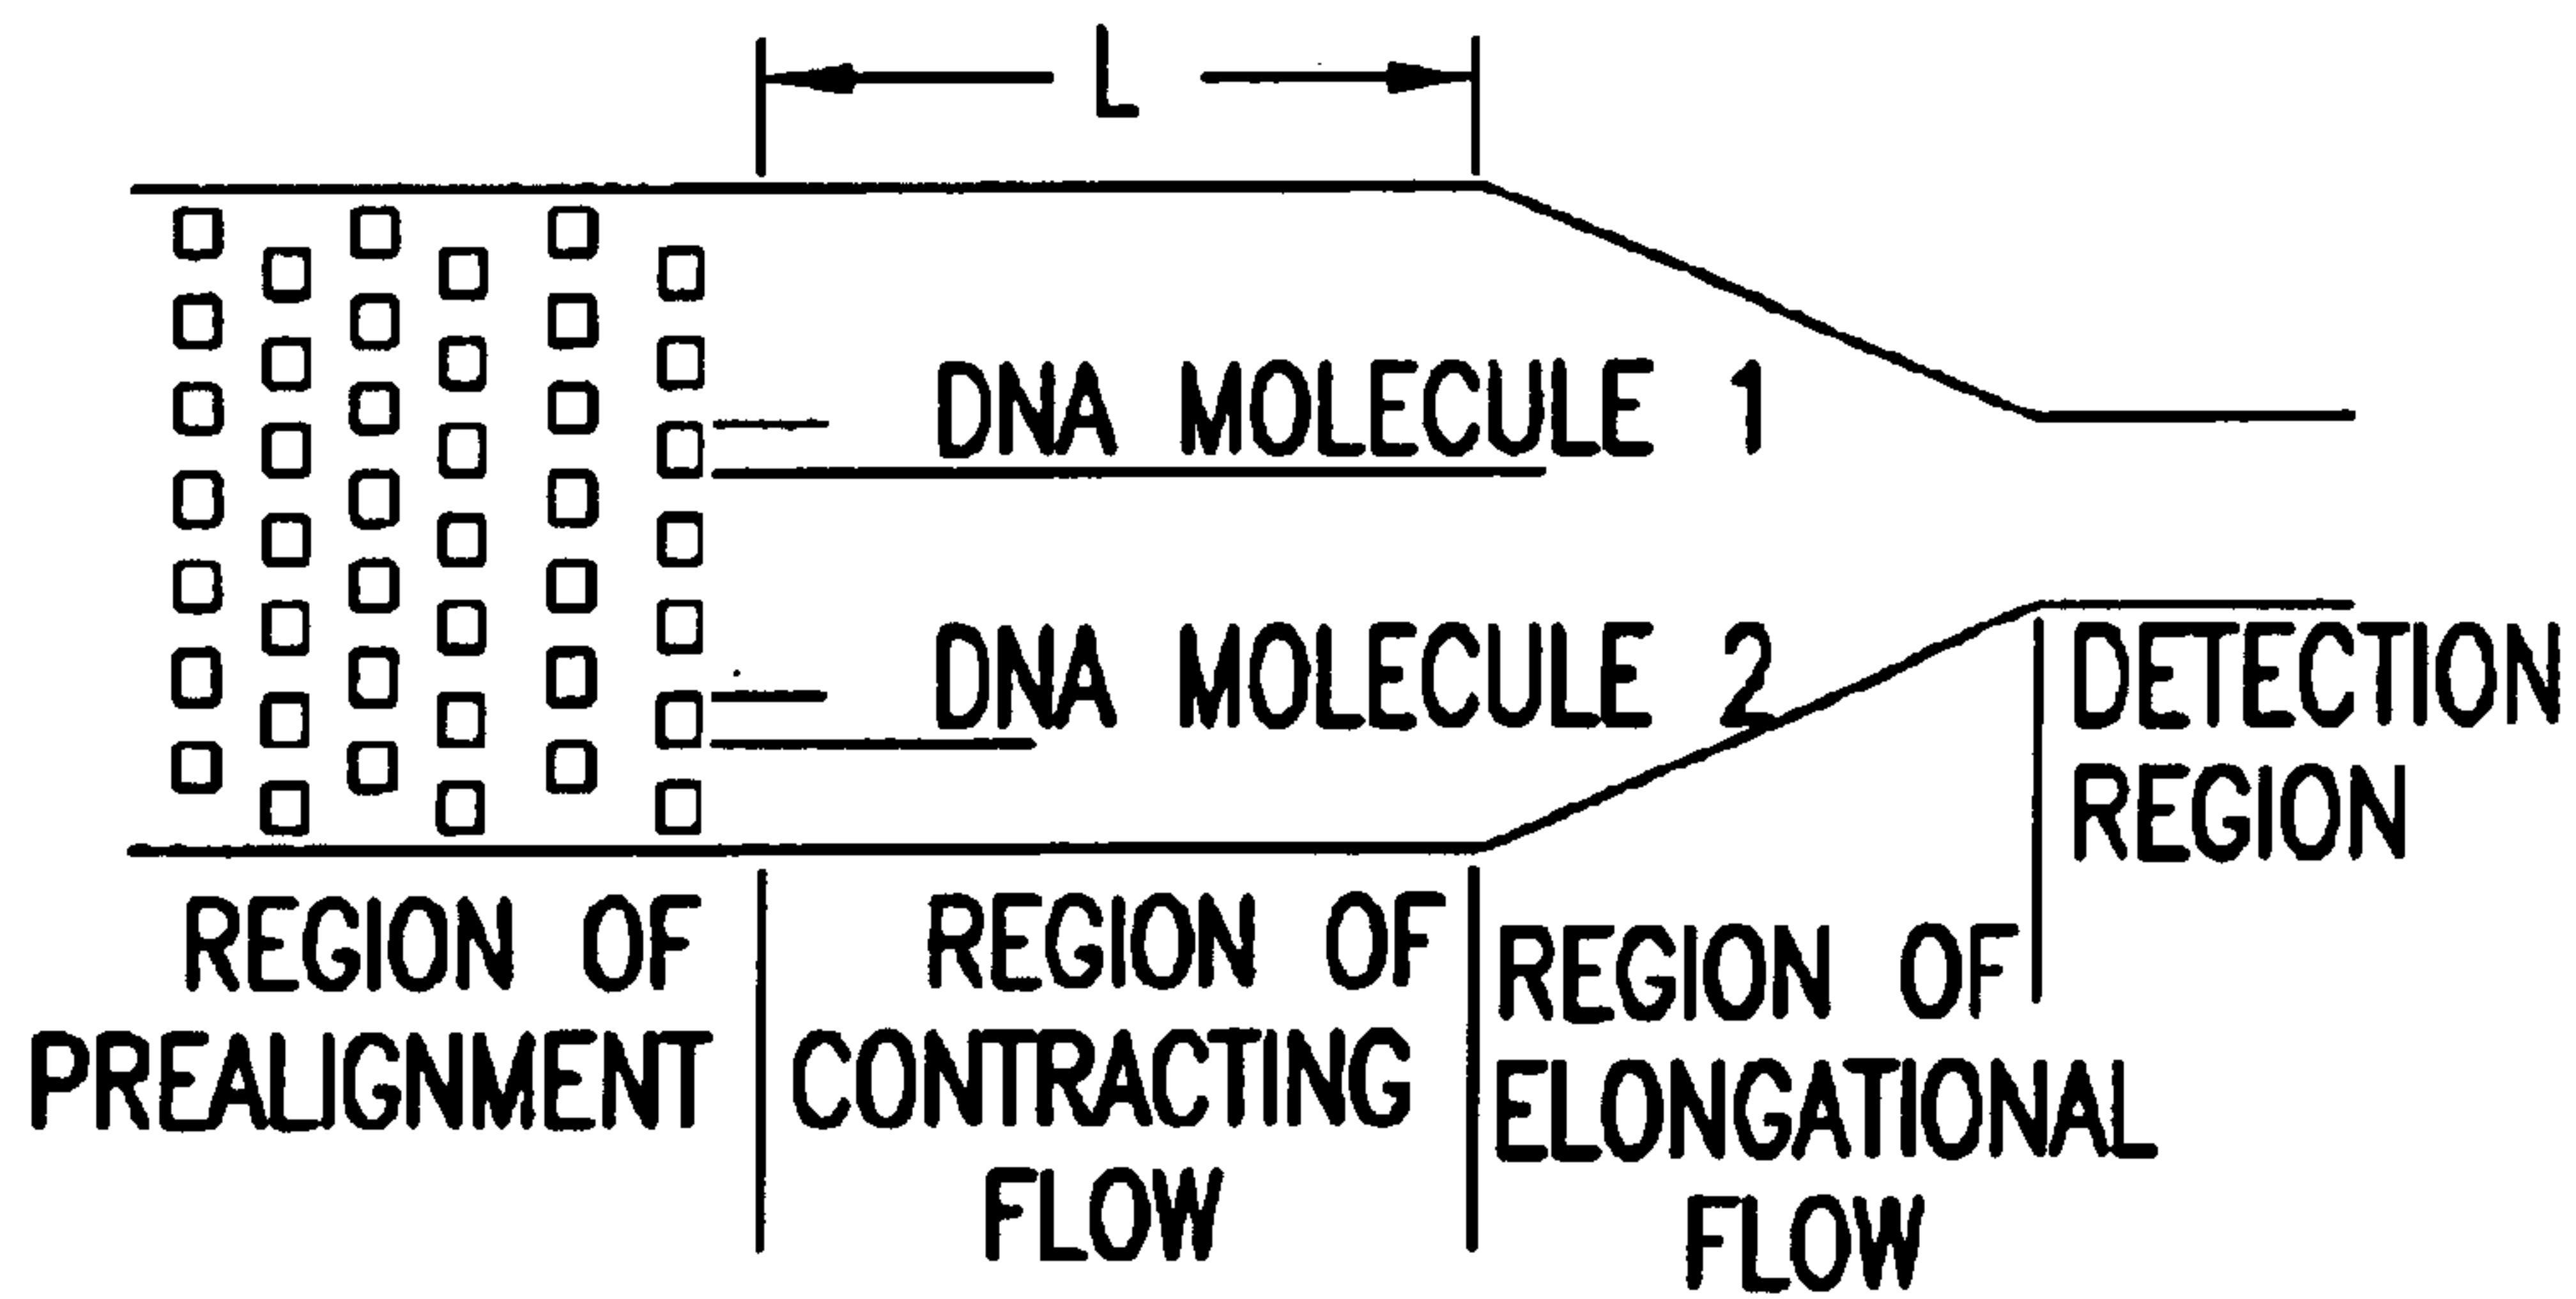 L
DNA MOLECULE 1
DNA MOLECULE 2
DETECTION
REGION
REGION OF
PREALIGNMENT
REGION OF
CONTRACTING
FLOW
REGION OF
ELONGATIONAL
FLOW